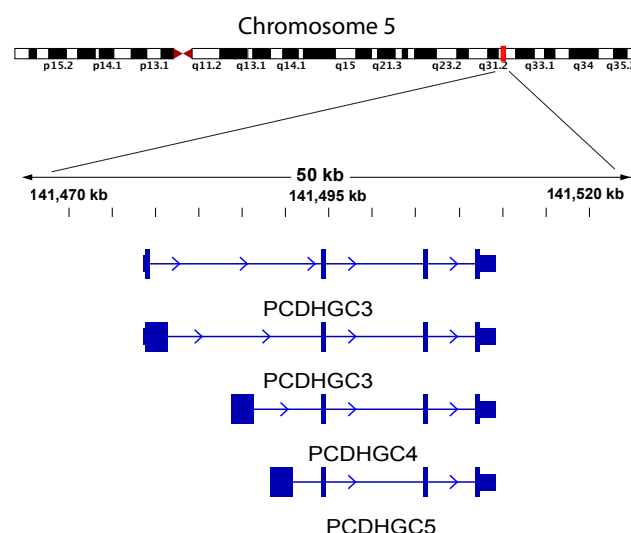 Chromosome 5
p15.2 p14.1 p13.1 q11.2 q13.1 q14.1 q15 q21.3 q23.2 q31.2 q33.1 q34
50 kb
141,470 kb 141,495 kb 141,520 kb
PCDHGC3
PCDHGC3
PCDHGC4
PCDHGC5